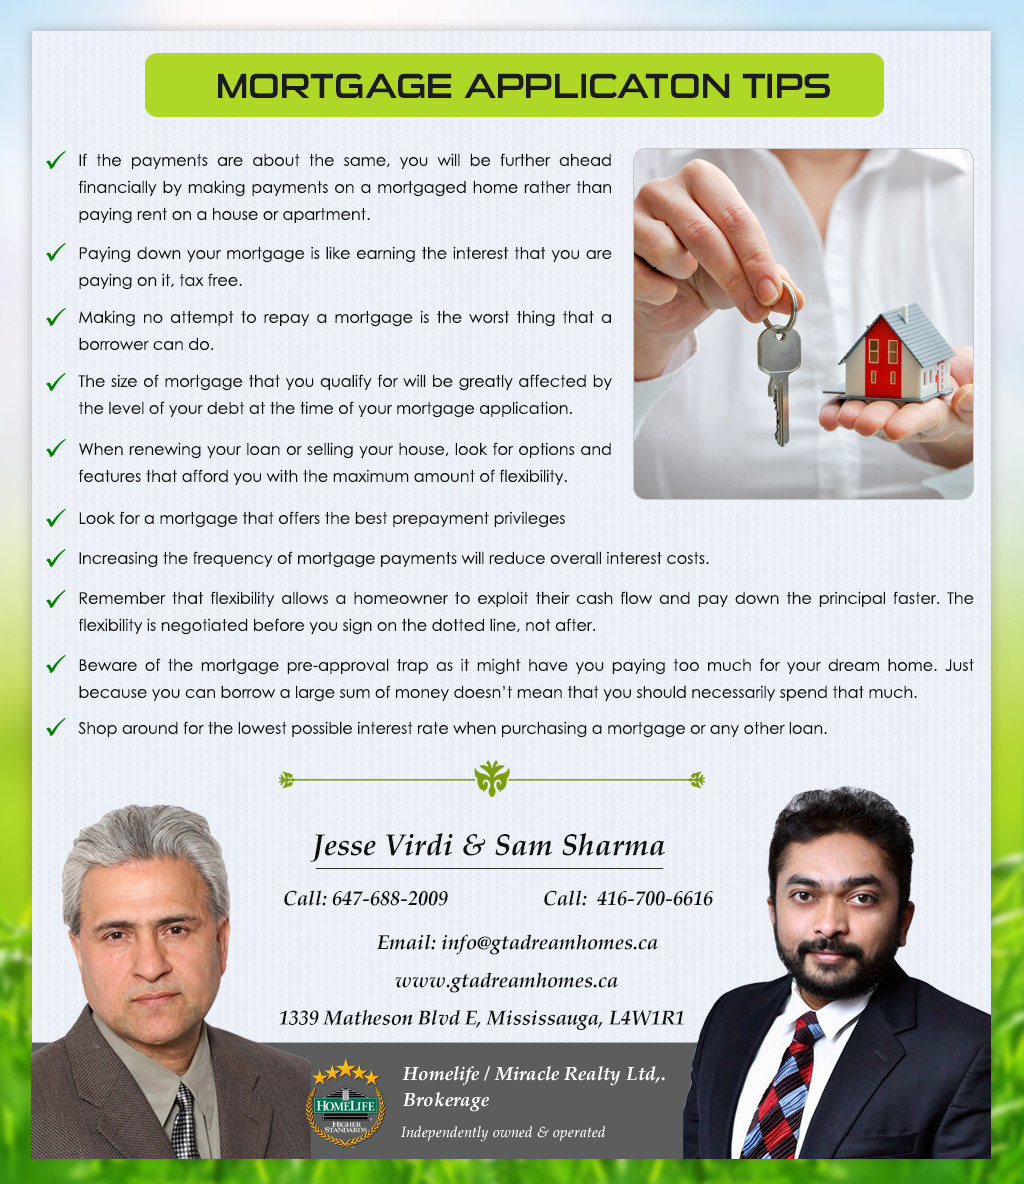 MORTGAGE APPLICATON TIPS
If the payments are about the same, you will be further ahead
financially by making payments on a mortgaged home rather than
paying rent on a house or apartment.
Paying down your mortgage is like earning the interest that you are
paying on it, tax free.
Making no attempt to repay a mortgage is the worst thing that a
borrower can do.
The size of mortgage that you qualify for will be greatly affected by
the level of your debt at the time of your mortgage application.
When renewing your loan or selling your house, look for options and
features that afford you with the maximum amount of flexibility.
Look for a mortgage that offers the best prepayment privileges
Increasing the frequency of mortgage payments will reduce overall interest costs.
Remember that flexibility allows a homeowner to exploit their cash flow and pay down the principal faster. The
flexibility is negotiated before you sign on the dotted line, not after.
Beware of the mortgage pre-approval trap as it might have you paying too much for your dream home. Just
because you can borrow a large sum of money doesn't mean that you should necessarily spend that much.
Shop around for the lowest possible interest rate when purchasing a mortgage or any other loan.
Jesse Virdi & Sam Sharma
Call: 647-688-2009 Call: 416-700-6616
Email: info@gtadreamhomes.ca
www.gtadreamhomes.ca
1339 Matheson Blvd E, Mississauga, L4W1R1
HOMELIFE
HIGHER
STANDARDS
Homelife / Miracle Realty Ltd,.
Brokerage
Independently owned & operated